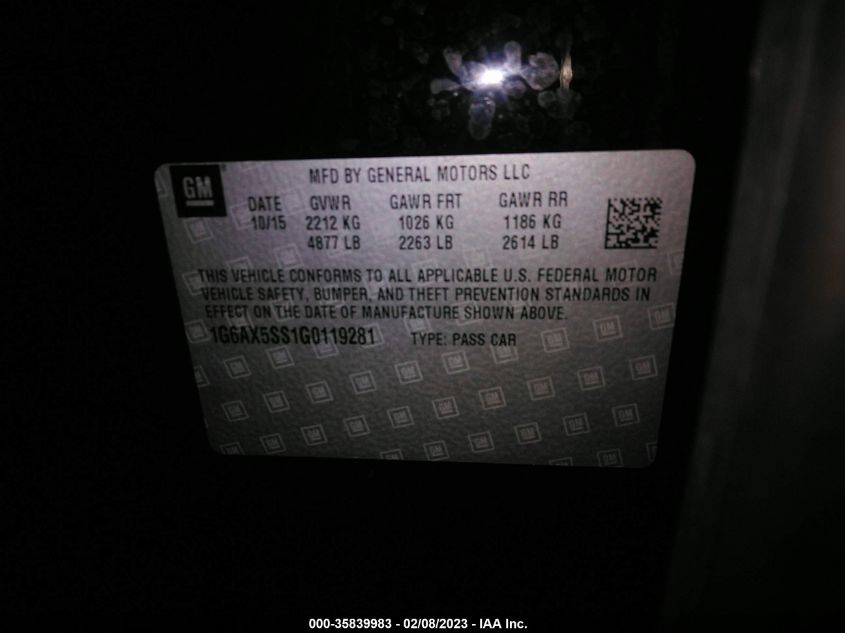 GM
MFD BY GENERAL MOTORS LLC
DATE GVWR GAWR FRT GAWR RR
10/15 2212 KG 1026 KG 1186 KG
4877 LB 2263 LB 2614 LB
THIS VEHICLE CONFORMS TO ALL APPLICABLE U.S. FEDERAL MOTOR
VEHICLE SAFETY, BUMPER, AND THEFT PREVENTION STANDARDS IN
EFFECT ON THE DATE OF MANUFACTURE SHOWN ABOVE.
1G6AX5SS1G0119281 TYPE: PASS CAR
000-35839983 - 02/08/2023 - IAA Inc.